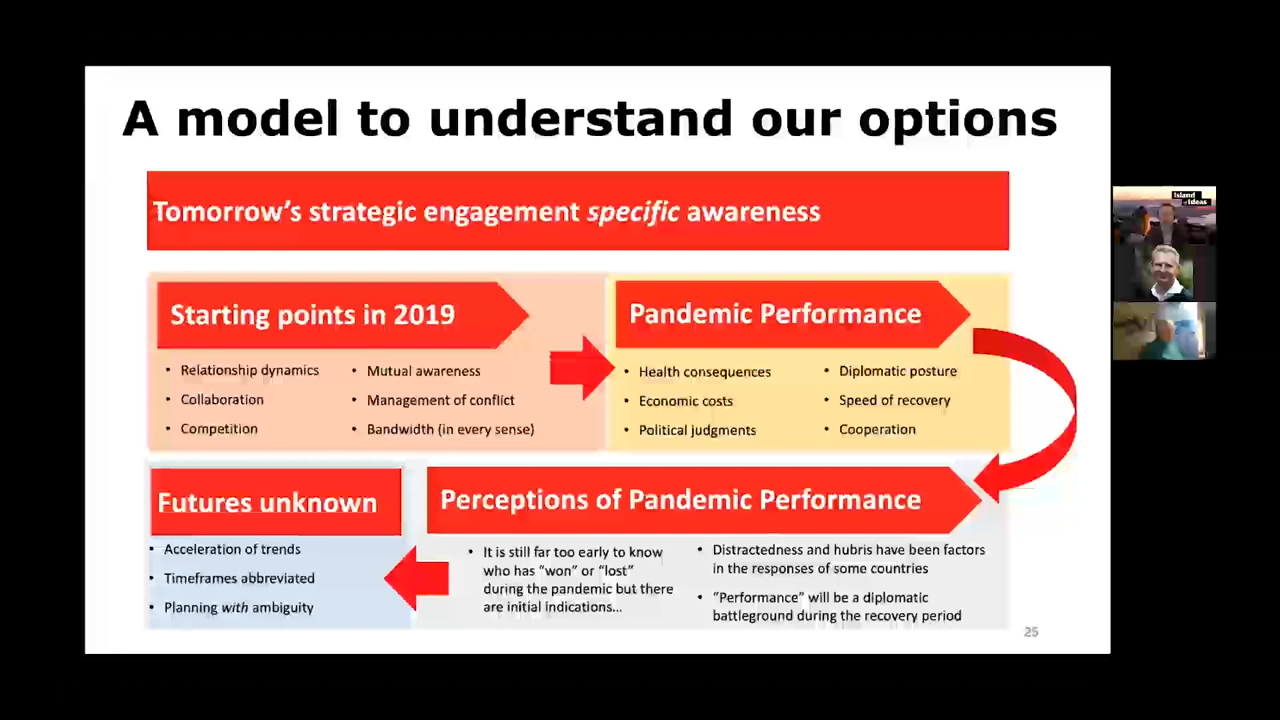 A model to understand our options
Tomorrow's strategic engagement specific awareness
Starting points in 2019
• Relationship dynamics
• Collaboration
• Competition
• Mutual awareness
• Management of conflict
• Bandwidth (in every sense)
Pandemic Performance
• Health consequences
• Economic costs
• Political judgments
• Diplomatic posture
• Speed of recovery
• Cooperation
Perceptions of Pandemic Performance
• It is still far too early to know
who has “won” or “lost”
during the pandemic but there
are initial indications...
• Distractedness and hubris have been factors
in the responses of some countries
• “Performance” will be a diplomatic
battleground during the recovery period
Futures unknown
• Acceleration of trends
• Timeframes abbreviated
• Planning with ambiguity
25
Island
of Ideas